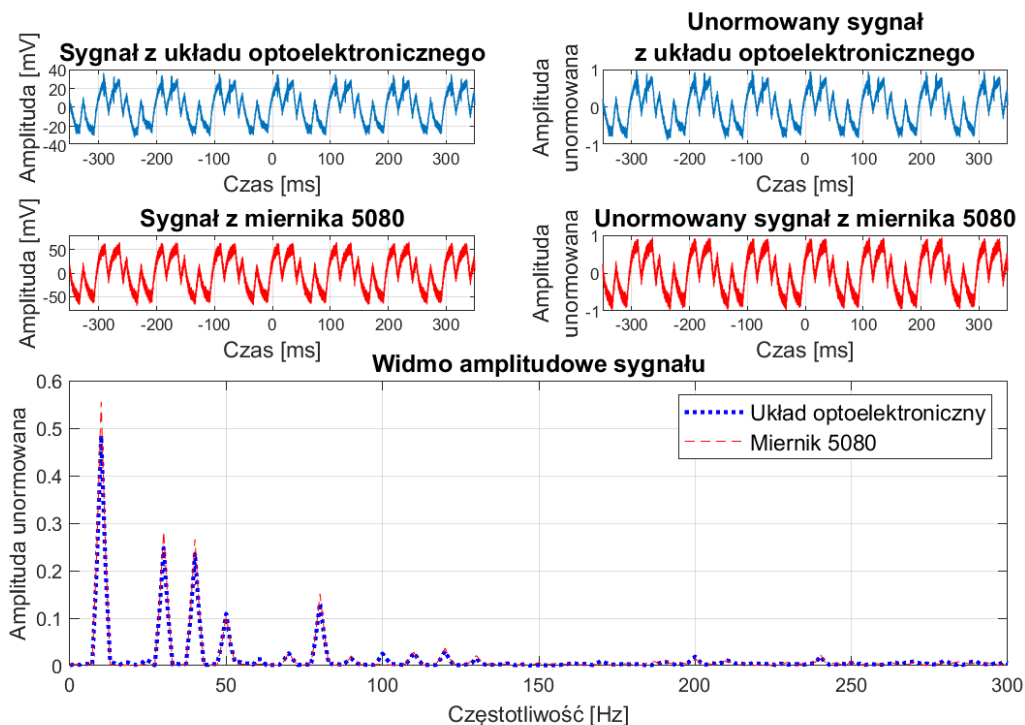 Sygnał z układu optoelektronicznego
Amplituda [mV]
40
20
0
-20
-40
-300 -200 -100 0 100 200 300
Czas [ms]
Unormowany sygnał
z układu optoelektronicznego
Amplituda
unormowana
1
0
-1
-300 -200 -100 0 100 200 300
Czas [ms]
Sygnał z miernika 5080
Amplituda [mV]
50
0
-50
-300 -200 -100 0 100 200 300
Czas [ms]
Unormowany sygnał z miernika 5080
Amplituda
unormowana
1
0
-1
-300 -200 -100 0 100 200 300
Czas [ms]
Widmo amplitudowe sygnału
Amplituda unormowana
0.6
0.5
0.4
0.3
0.2
0.1
0
Układ optoelektroniczny
Miernik 5080
0 50 100 150 200 250 300
Częstotliwość [Hz]